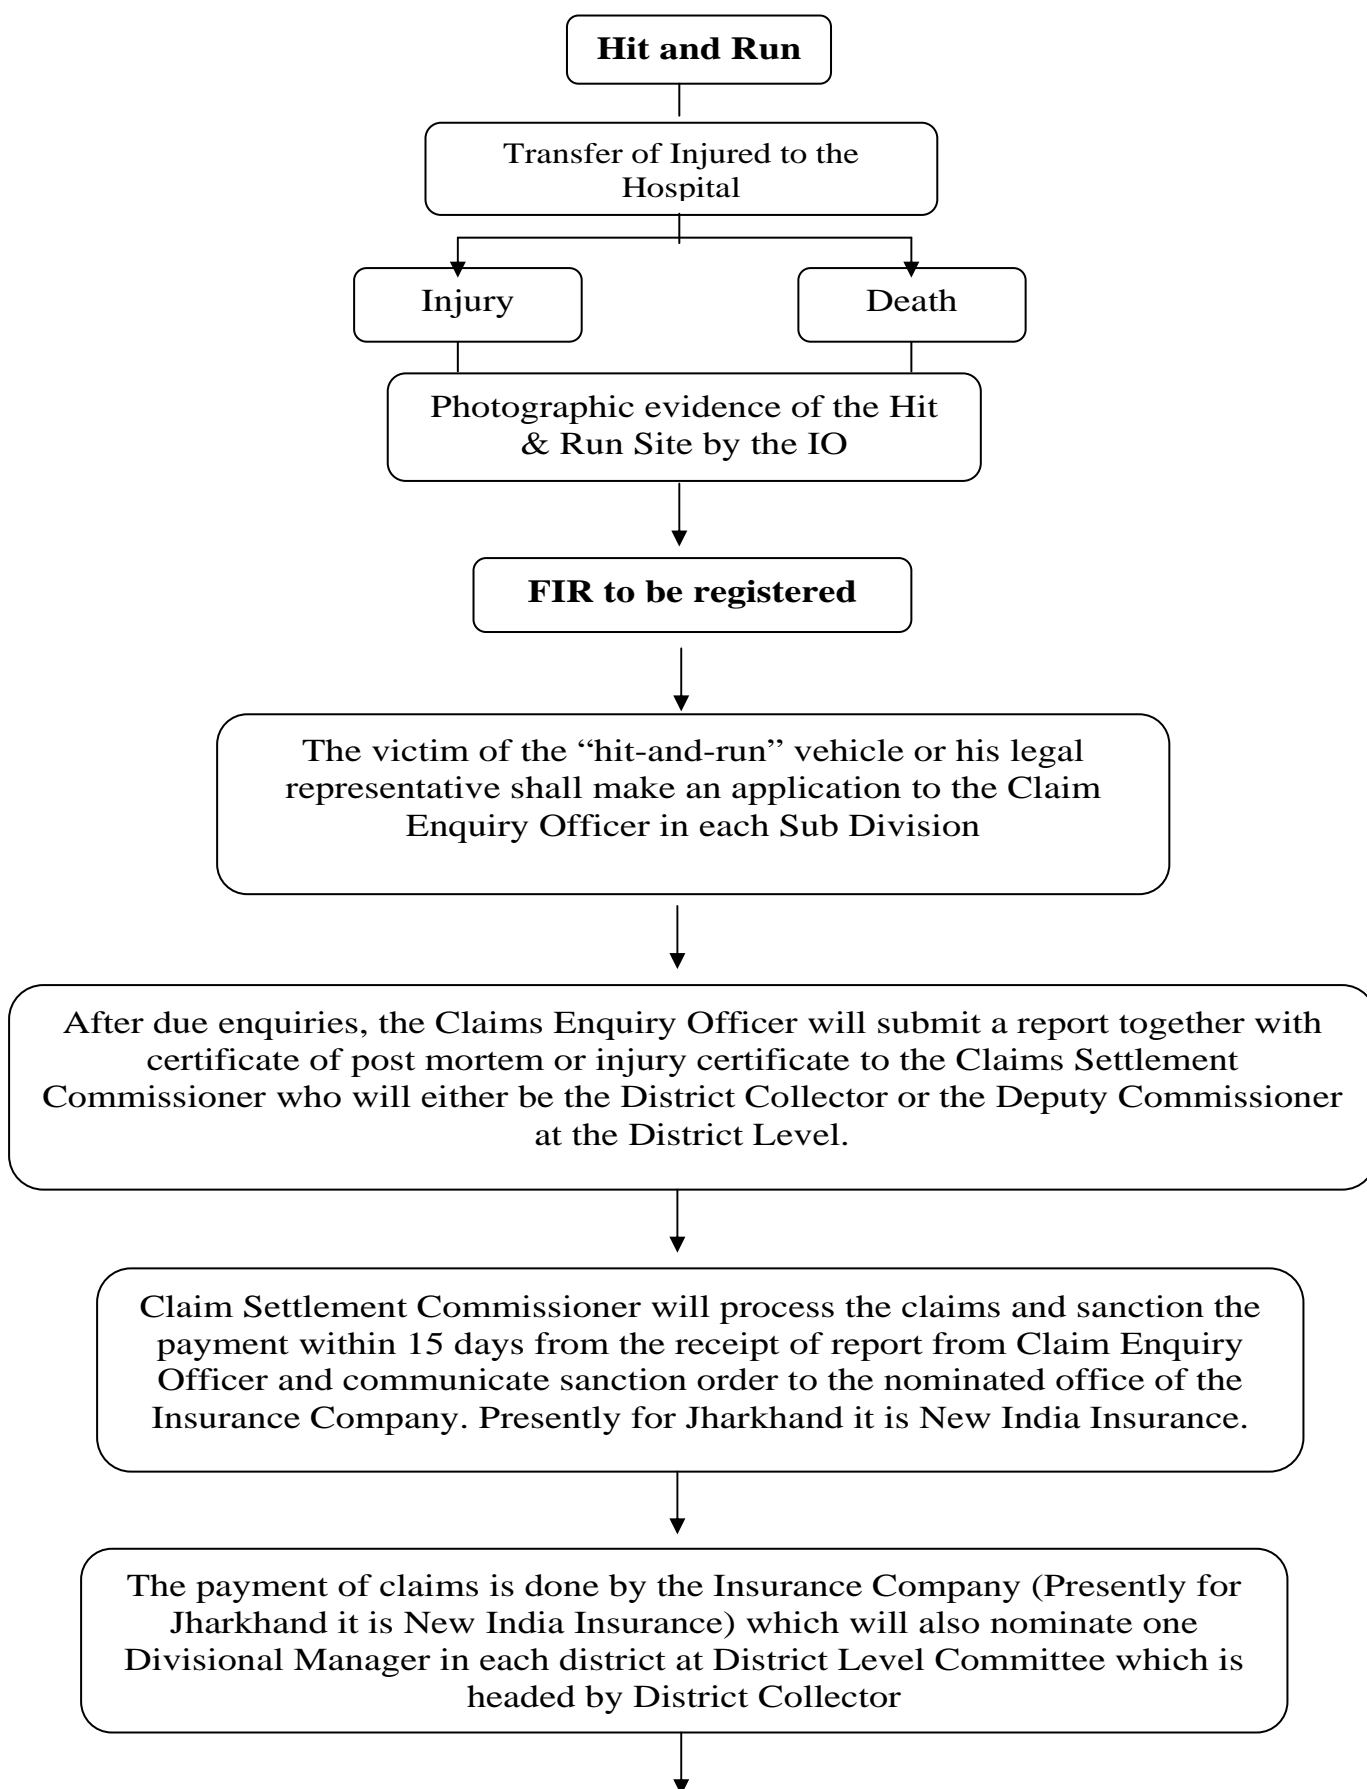 Hit and Run
Transfer of Injured to the
Hospital
Injury
Death
Photographic evidence of the Hit
& Run Site by the IO
FIR to be registered
The victim of the “hit-and-run” vehicle or his legal
representative shall make an application to the Claim
Enquiry Officer in each Sub Division
After due enquiries, the Claims Enquiry Officer will submit a report together with
certificate of post mortem or injury certificate to the Claims Settlement
Commissioner who will either be the District Collector or the Deputy Commissioner
at the District Level.
Claim Settlement Commissioner will process the claims and sanction the
payment within 15 days from the receipt of report from Claim Enquiry
Officer and communicate sanction order to the nominated office of the
Insurance Company. Presently for Jharkhand it is New India Insurance.
The payment of claims is done by the Insurance Company (Presently for
Jharkhand it is New India Insurance) which will also nominate one
Divisional Manager in each district at District Level Committee which is
headed by District Collector